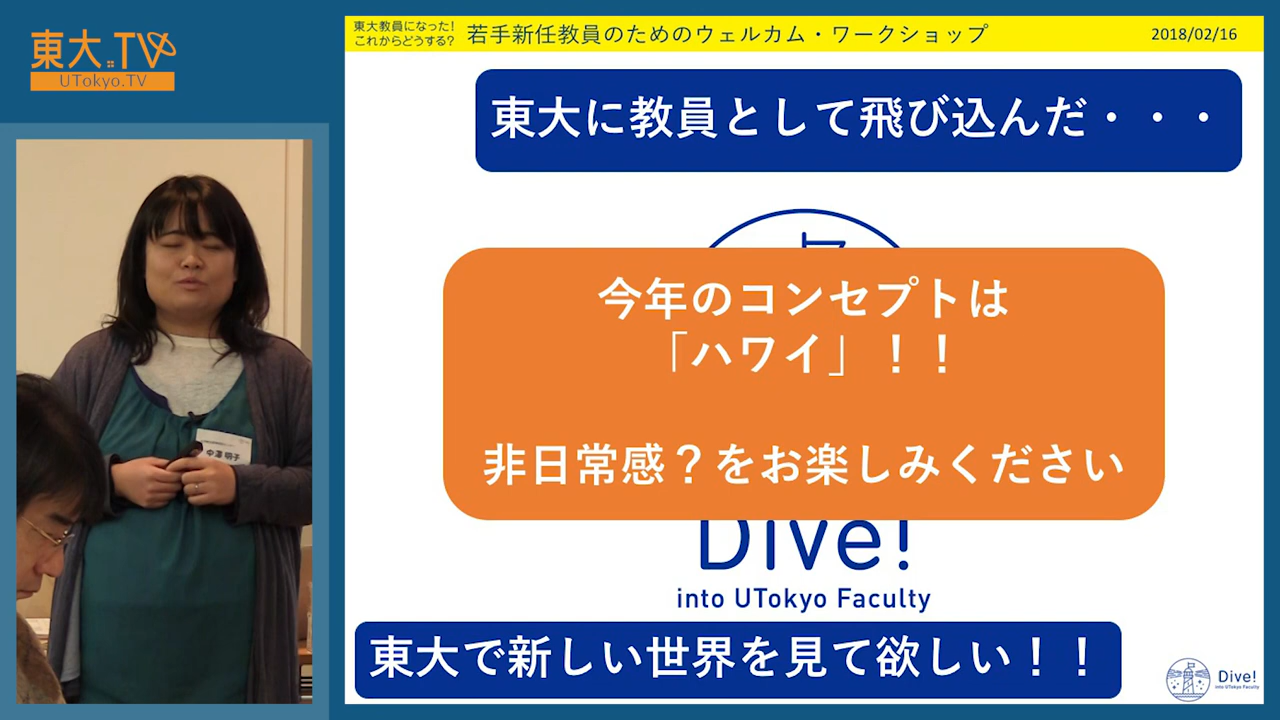 東大.TV
UTokyo.TV
東大教員になった！
これからどうする？
若手新任教員のためのウェルカム・ワークショップ
2018/02/16
東大に教員として飛び込んだ・・・
今年のコンセプトは
「ハワイ」！！
非日常感？をお楽しみください
Dive!
into UTokyo Faculty
東大で新しい世界を見て欲しい！！
Dive!
into UTokyo Faculty
中澤 明子